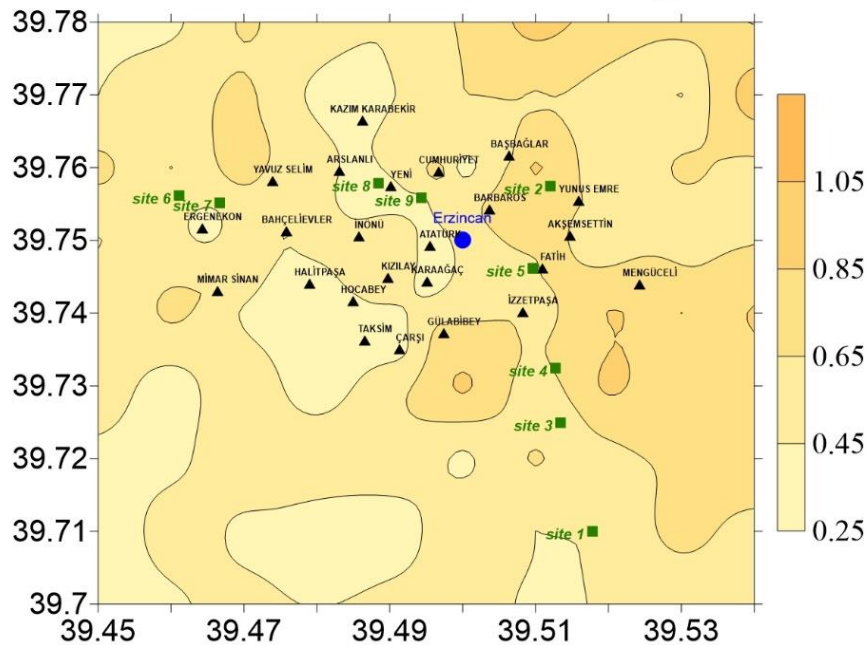 39.78
39.77
39.76
39.75
39.74
39.73
39.72
39.71
39.7
39.45
39.47
39.49
39.51
39.53
KAZIM KARABEKİR
ARSLANLI
CUMHURİYET
BAŞBAĞLAR
YAVUZ SELİM
site 8
YENİ
site 2
YUNUS EMRE
site 6
site 7
site 9
BARBAROS
ERGENEKON
BAHÇELİEVLER
İNÖNÜ
Erzincan
ATATÜRK
AKŞEMSETTİN
site 5
FATİH
MİMAR SİNAN
HALİTPAŞA
KIZILAY
KARAAĞAÇ
MENGÜCELİ
HOCABEY
İZZETPAŞA
TAKSİM
ÇARŞI
GÜLABİBEY
site 4
site 3
site 1
1.05
0.85
0.65
0.45
0.25